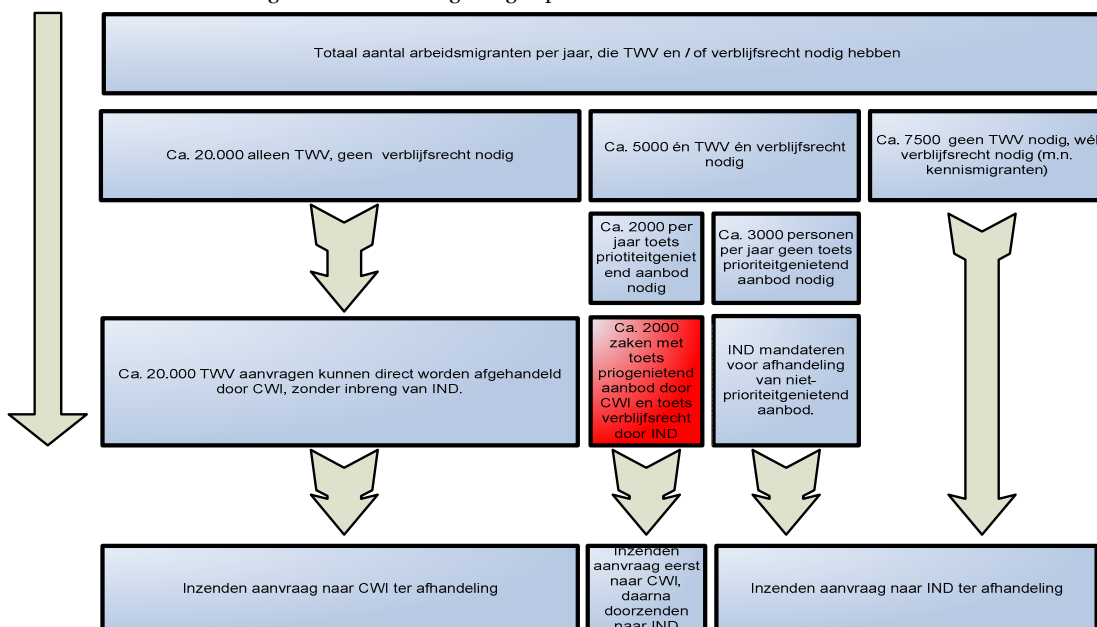 Totaal aantal arbeidsmigranten per jaar, die TWV en / of verblijfsrecht nodig hebben
Ca. 20.000 alleen TWV, geen verblijfsrecht nodig
Ca. 5000 én TWV én verblijfsrecht
nodig
Ca. 7500 geen TWV nodig, wél
verblijfsrecht nodig (m.n.
kennismigranten)
Ca. 2000 per
jaar toets
priotiteitgeniet
end aanbod
nodig
Ca. 3000 personen
per jaar geen toets
prioriteitgenietend
aanbod nodig
Ca. 20.000 TWV aanvragen kunnen direct worden afgehandeld
door CWI, zonder inbreng van IND.
Ca. 2000
zaken met
toets
priogenietend
aanbod door
CWI en toets
verblijfsrecht
door IND
IND mandateren
voor afhandeling
van niet-
prioriteitgenietend
aanbod.
Inzenden aanvraag naar CWI ter afhandeling
Inzenden
aanvraag eerst
naar CWI,
daarna
doorzenden
naar IND
Inzenden aanvraag naar IND ter afhandeling